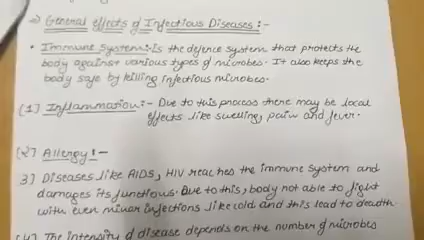 → General effects of Infectious Diseases :-
• Immune System:- is the defence system that protects the
body against various types of microbes. It also keeps the
body safe by killing infectious microbes.
(1) Inflammation :- Due to this process there may be local
effects like swelling, pain and fever.
(2) Allergy :-
3) Diseases like AIDS, HIV reaches the immune system and
damages its functions. Due to this, body not able to fight
with even minor infections like cold and this lead to deadth.
(4) The Intensity of disease depends on the number of microbes